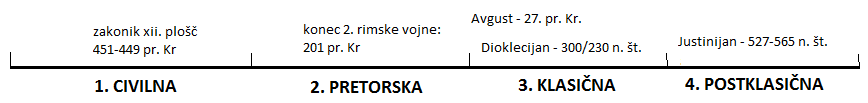 zakonik xii. plošč
451-449 pr. Kr
konec 2. rimske vojne:
201 pr. Kr.
Avgust - 27. pr. Kr.
Dioklecijan - 300/230 n. št.
Justinijan - 527-565 n. št.
1. CIVILNA
2. PRETORSKA
3. KLASIČNA
4. POSTKLASIČNA